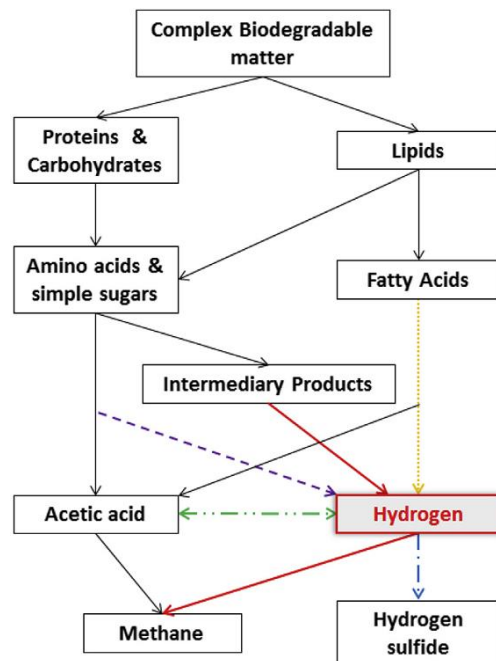 Complex Biodegradable
matter
Proteins &
Carbohydrates
Lipids
Amino acids &
simple sugars
Fatty Acids
Intermediary Products
Acetic acid
Hydrogen
Methane
Hydrogen
sulfide